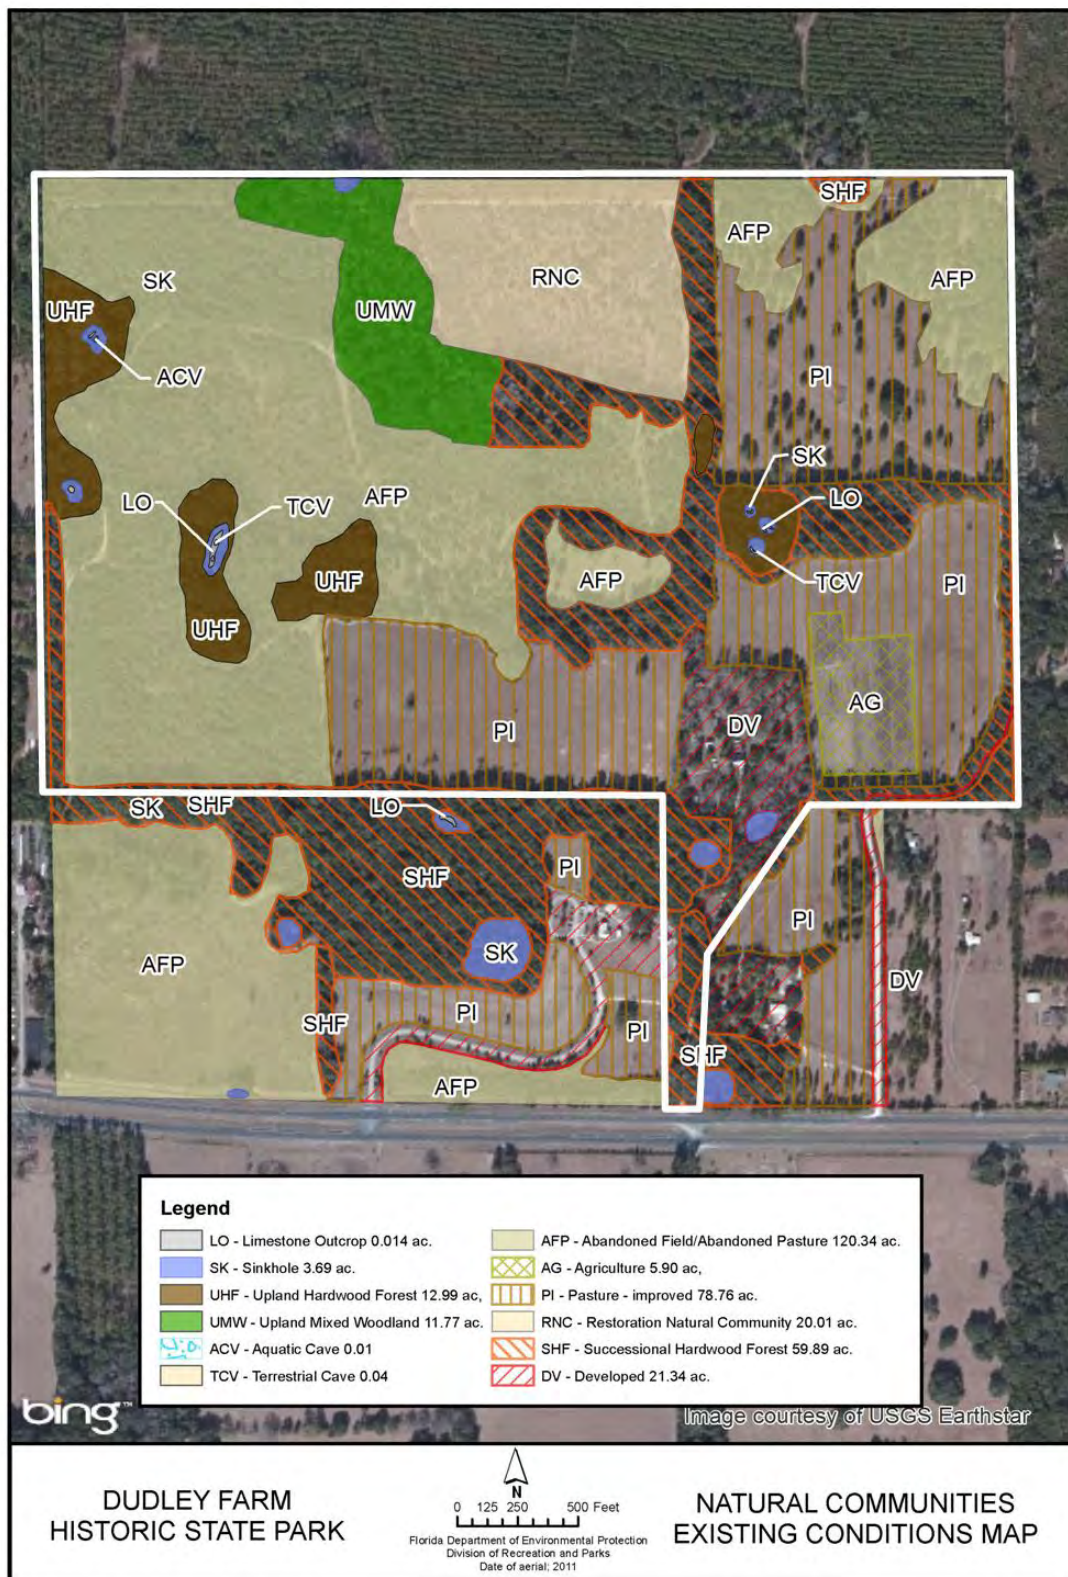 SHF
AFP
SK
RNC
AFP
UHF
UMW
ACV
PI
SK
LO
AFP
LO
TCV
UHF
AFP
TCV
PI
UHF
AG
DV
PI
SK
SHF
LO
SHF
PI
PI
SK
AFP
DV
SHF
PI
PI
SHF
AFP
Legend
LO - Limestone Outcrop 0.014 ac.
SK - Sinkhole 3.69 ac.
UHF - Upland Hardwood Forest 12.99 ac,
UMW - Upland Mixed Woodland 11.77 ac.
ACV - Aquatic Cave 0.01
TCV - Terrestrial Cave 0.04
AFP - Abandoned Field/Abandoned Pasture 120.34 ac.
AG - Agriculture 5.90 ac,
PI - Pasture - improved 78.76 ac.
RNC - Restoration Natural Community 20.01 ac.
SHF - Successional Hardwood Forest 59.89 ac.
DV - Developed 21.34 ac.
bing™
Image courtesy of USGS Earthstar
DUDLEY FARM
HISTORIC STATE PARK
N
0 125 250 500 Feet
Florida Department of Environmental Protection
Division of Recreation and Parks
Date of aerial; 2011
NATURAL COMMUNITIES
EXISTING CONDITIONS MAP